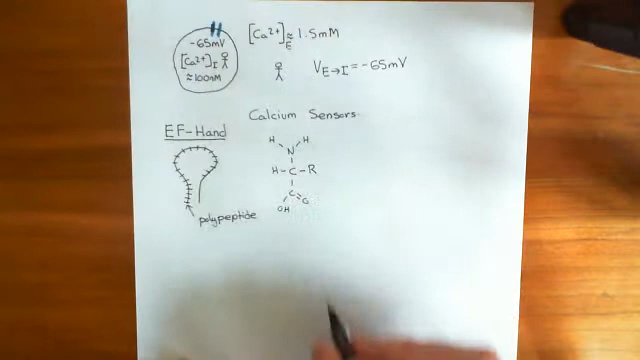 -65mV
[Ca²⁺]I
≈100nM
[Ca²⁺]E ≈ 1.5mM
VE→I = -65mV
Calcium Sensors
EF-Hand
H H
N
H-C-R
C
OH
polypeptide